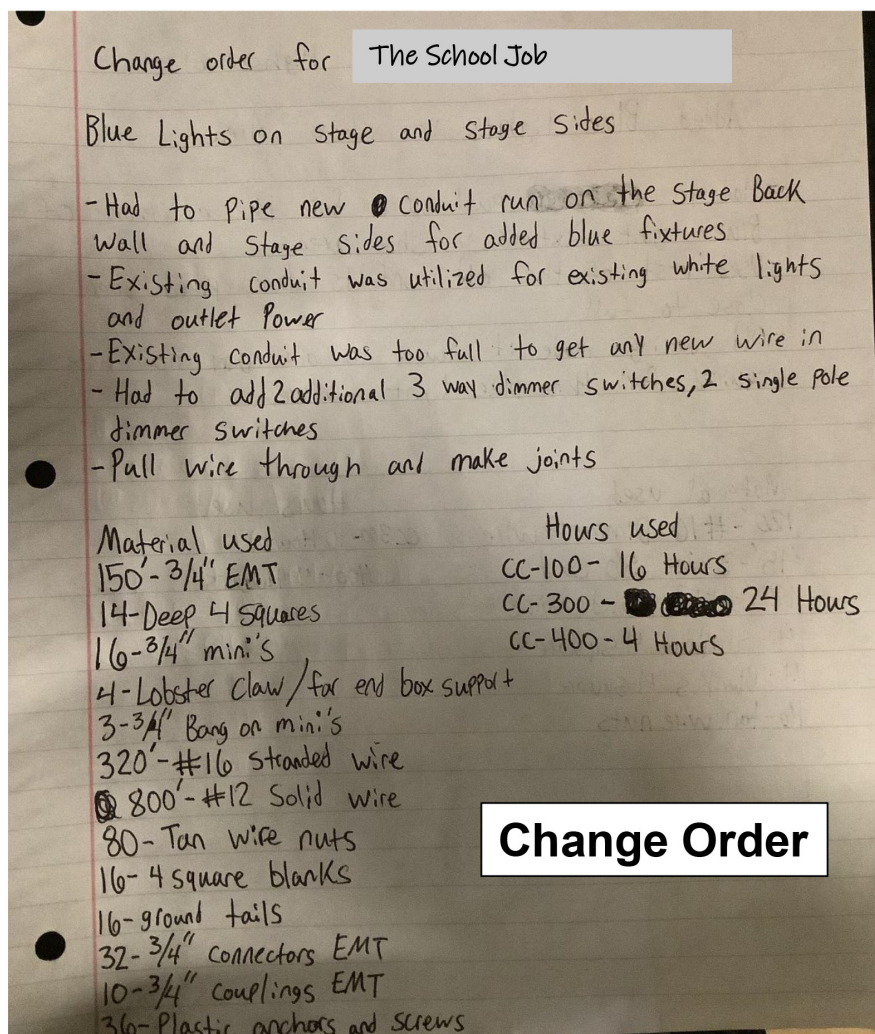 Change order for The School Job
Blue Lights on stage and stage sides
- Had to pipe new conduit run on the stage Back
wall and stage sides for added blue fixtures
- Existing conduit was utilized for existing white lights
and outlet Power
- Existing conduit was too full to get any new wire in
- Had to add 2 additional 3 way dimmer switches, 2 single pole
dimmer switches
- Pull wire through and make joints
Material used
150'- 3/4" EMT
14-Deep 4 squares
16-3/4" mini's
4-Lobster Claw/for end box support
3-3/4" Bang on mini's
320'-#16 Stranded wire
800'-#12 Solid wire
80-Tan wire nuts
16-4 square blanks
16-ground tails
32-3/4" connectors EMT
10-3/4" couplings EMT
36-Plastic anchors and screws
Hours used
CC-100- 16 Hours
CC-300 - 24 Hours
CC-400-4 Hours
Change Order